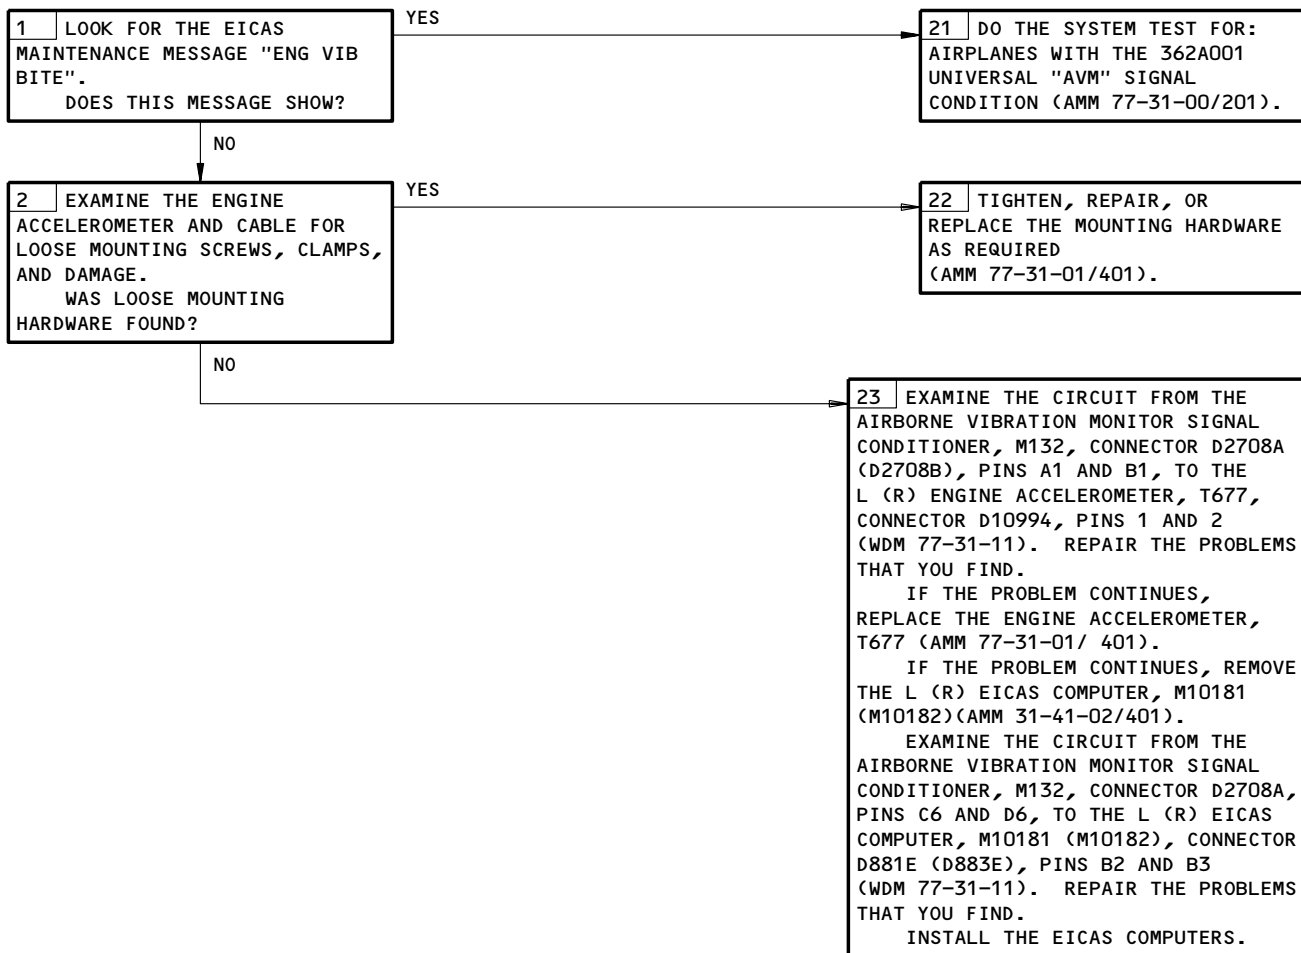 1 LOOK FOR THE EICAS
MAINTENANCE MESSAGE "ENG VIB
BITE".
DOES THIS MESSAGE SHOW?
YES
21 DO THE SYSTEM TEST FOR:
AIRPLANES WITH THE 362A001
UNIVERSAL "AVM" SIGNAL
CONDITION (AMM 77-31-00/201).
NO
2 EXAMINE THE ENGINE
ACCELEROMETER AND CABLE FOR
LOOSE MOUNTING SCREWS, CLAMPS,
AND DAMAGE.
WAS LOOSE MOUNTING
HARDWARE FOUND?
YES
22 TIGHTEN, REPAIR, OR
REPLACE THE MOUNTING HARDWARE
AS REQUIRED
(AMM 77-31-01/401).
NO
23 EXAMINE THE CIRCUIT FROM THE
AIRBORNE VIBRATION MONITOR SIGNAL
CONDITIONER, M132, CONNECTOR D2708A
(D2708B), PINS A1 AND B1, TO THE
L (R) ENGINE ACCELEROMETER, T677,
CONNECTOR D10994, PINS 1 AND 2
(WDM 77-31-11). REPAIR THE PROBLEMS
THAT YOU FIND.
IF THE PROBLEM CONTINUES,
REPLACE THE ENGINE ACCELEROMETER,
T677 (AMM 77-31-01/ 401).
IF THE PROBLEM CONTINUES, REMOVE
THE L (R) EICAS COMPUTER, M10181
(M10182)(AMM 31-41-02/401).
EXAMINE THE CIRCUIT FROM THE
AIRBORNE VIBRATION MONITOR SIGNAL
CONDITIONER, M132, CONNECTOR D2708A,
PINS C6 AND D6, TO THE L (R) EICAS
COMPUTER, M10181 (M10182), CONNECTOR
D881E (D883E), PINS B2 AND B3
(WDM 77-31-11). REPAIR THE PROBLEMS
THAT YOU FIND.
INSTALL THE EICAS COMPUTERS.